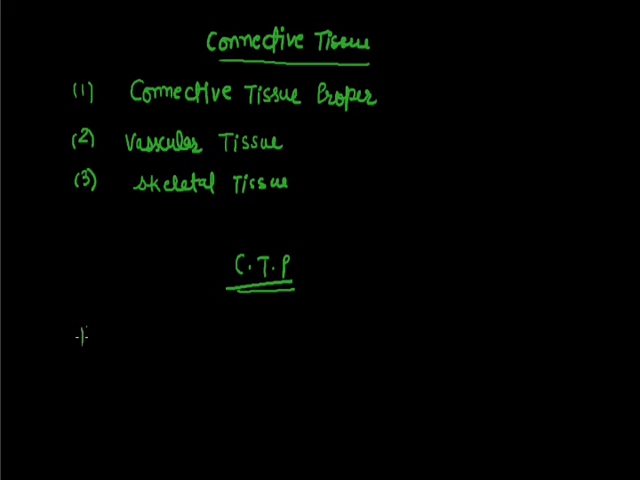 Connective Tissue
(1) Connective Tissue Proper
(2) Vascular Tissue
(3) Skeletal Tissue
C.T.P